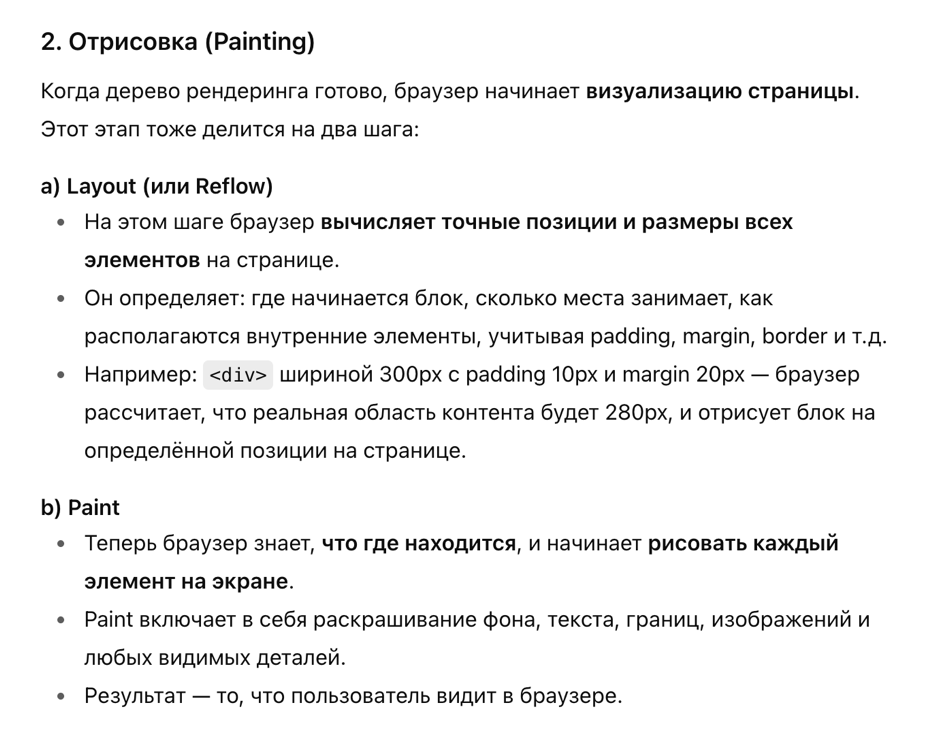 2. Отрисовка (Painting)
Когда дерево рендеринга готово, браузер начинает визуализацию страницы.
Этот этап тоже делится на два шага:
a) Layout (или Reflow)
• На этом шаге браузер вычисляет точные позиции и размеры всех
элементов на странице.
• Он определяет: где начинается блок, сколько места занимает, как
располагаются внутренние элементы, учитывая padding, margin, border и т.д.
• Например: <div> шириной 300px с padding 10px и margin 20px — браузер
рассчитает, что реальная область контента будет 280px, и отрисует блок на
определённой позиции на странице.
b) Paint
• Теперь браузер знает, что где находится, и начинает рисовать каждый
элемент на экране.
• Paint включает в себя раскрашивание фона, текста, границ, изображений и
любых видимых деталей.
• Результат — то, что пользователь видит в браузере.